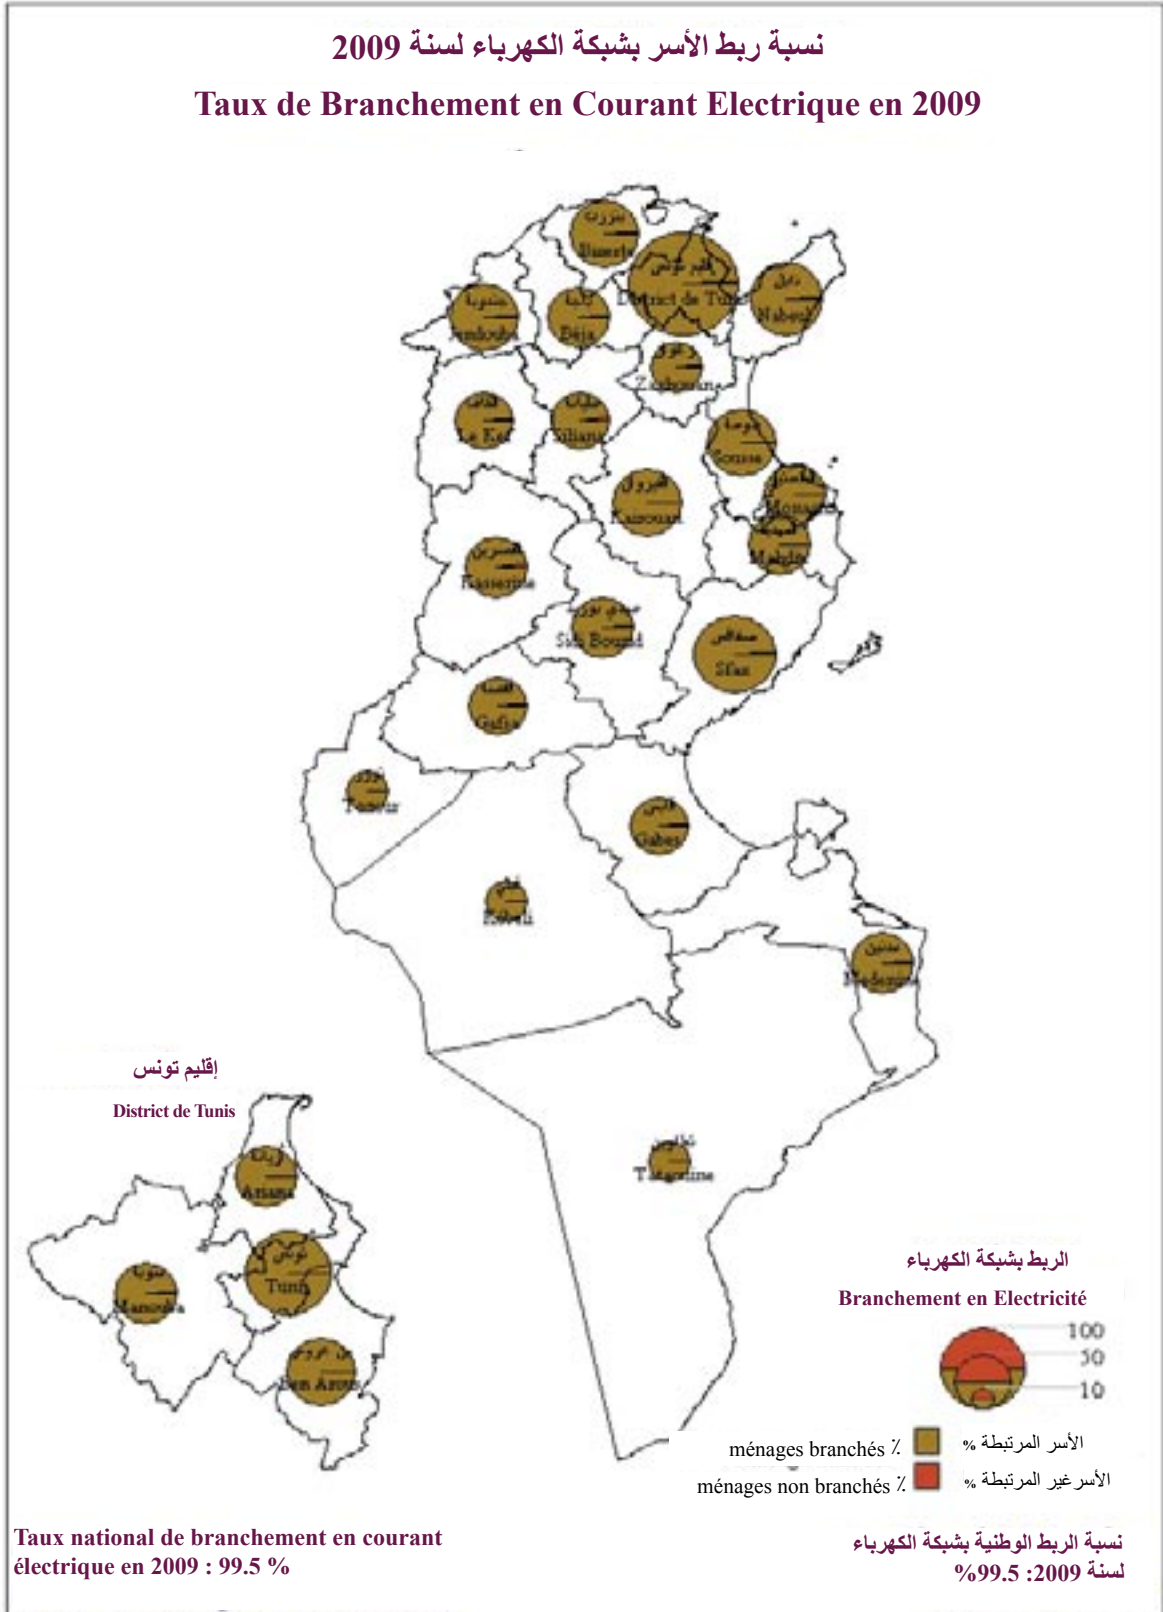 نسبة ربط الأسر بشبكة الكهرباء لسنة 2009
Taux de Branchement en Courant Electrique en 2009
بنزرت
Bizerte
إقليم تونس
District de Tunis
نابل
Nabeul
جندوبة
Jendouba
باجة
Béja
زغوان
Zaghouan
الكاف
Le Kef
سليانة
Siliana
سوسة
Sousse
المنستير
Monastir
القيروان
Kairouan
المهدية
Mahdia
القصرين
Kasserine
سيدي بوزيد
Sidi Bouzid
صفاقس
Sfax
قفصة
Gafsa
توزر
Tozeur
قابس
Gabes
قبلي
Kebeli
مدنين
Medenine
تطاوين
Tataouine
إقليم تونس
District de Tunis
أريانة
Ariana
تونس
Tunis
منوبة
Manouba
بن عروس
Ben Arous
الربط بشبكة الكهرباء
Branchement en Electricité
100
50
10
ménages branchés % الأسر المرتبطة %
ménages non branchés % الأسرغير المرتبطة %
Taux national de branchement en courant
électrique en 2009 : 99.5 %
نسبة الربط الوطنية بشبكة الكهرباء
لسنة 2009: 99.5%